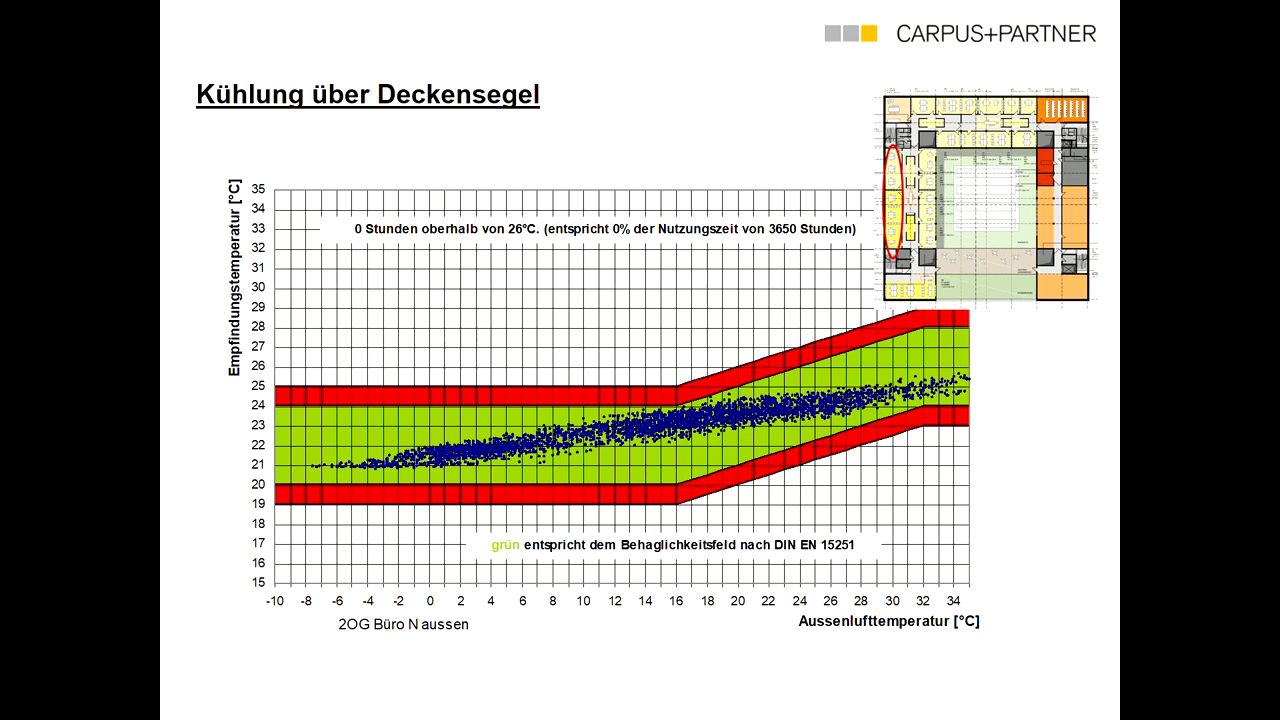 CARPUS+PARTNER
Kühlung über Deckensegel
Empfindungstemperatur [°C]
35
34
33
32
31
30
29
28
27
26
25
24
23
22
21
20
19
18
17
16
15
0 Stunden oberhalb von 26°C. (entspricht 0% der Nutzungszeit von 3650 Stunden)
grün entspricht dem Behaglichkeitsfeld nach DIN EN 15251
-10 -8 -6 -4 -2 0 2 4 6 8 10 12 14 16 18 20 22 24 26 28 30 32 34
2OG Büro N aussen
Aussenlufttemperatur [°C]